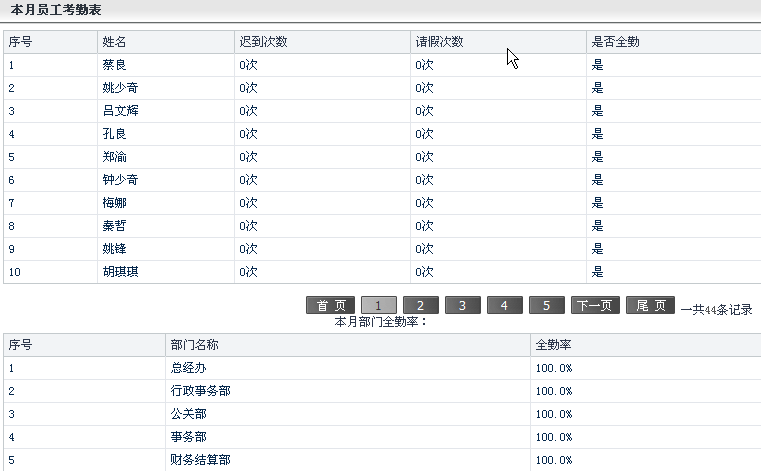 本月员工考勤表
序号 姓名 迟到次数 请假次数 是否全勤
1 蔡良 0次 0次 是
2 姚少奇 0次 0次 是
3 吕文辉 0次 0次 是
4 孔良 0次 0次 是
5 郑渝 0次 0次 是
6 钟少奇 0次 0次 是
7 梅娜 0次 0次 是
8 秦哲 0次 0次 是
9 姚锋 0次 0次 是
10 胡琪琪 0次 0次 是
首 页 1 2 3 4 5 下一页 尾 页 一共44条记录
本月部门全勤率：
序号 部门名称 全勤率
1 总经办 100.0%
2 行政事务部 100.0%
3 公关部 100.0%
4 事务部 100.0%
5 财务结算部 100.0%